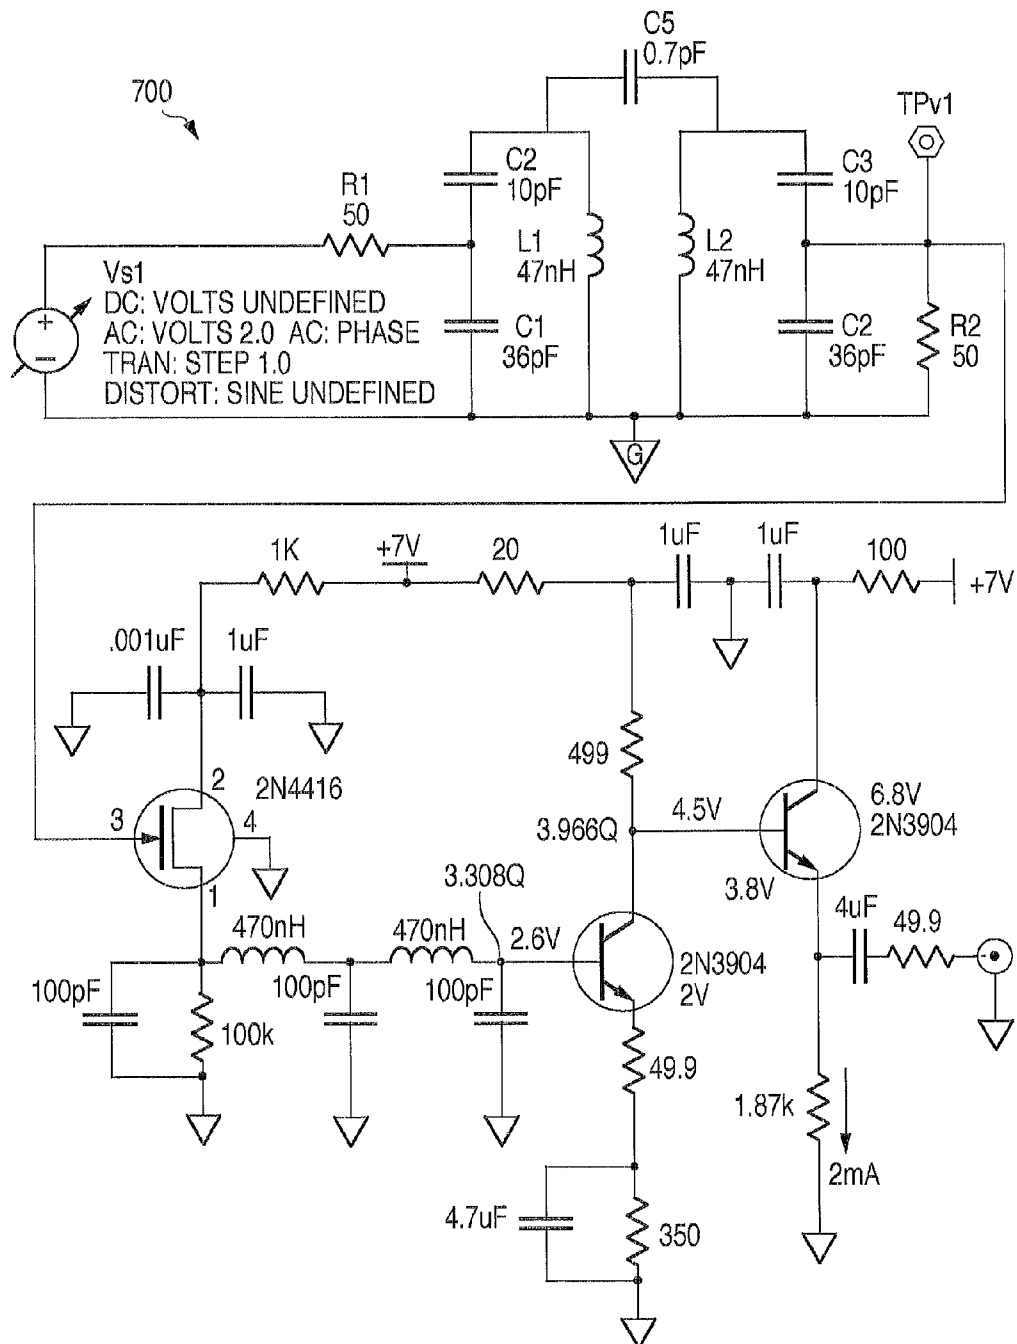 C5
0.7pF
700
TPv1
C2
10pF
C3
10pF
R1
50
L1
47nH
L2
47nH
Vs1
DC: VOLTS UNDEFINED
AC: VOLTS 2.0 AC: PHASE
TRAN: STEP 1.0
DISTORT: SINE UNDEFINED
+
−
C1
36pF
C2
36pF
R2
50
G
1K
+7V
20
1uF
1uF
100
+7V
.001uF
1uF
499
2
2N4416
3
4
1
3.966Q
4.5V
6.8V
2N3904
3.8V
3.308Q
470nH
470nH
2.6V
4uF
49.9
2N3904
2V
100pF
100pF
100pF
100k
49.9
1.87k
2mA
4.7uF
350